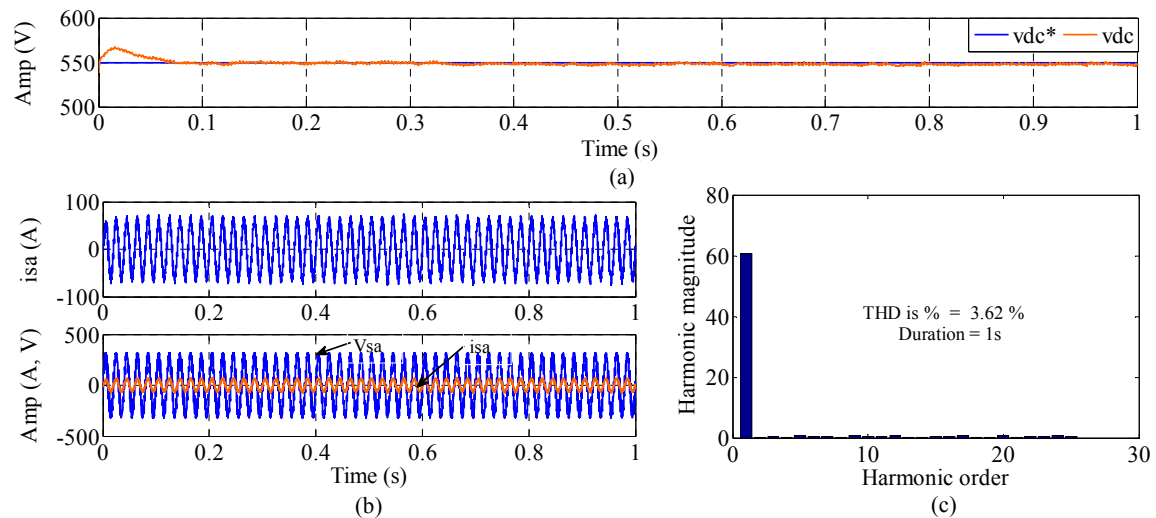 600
550
500
Amp (V)
vdc* vdc
0 0.1 0.2 0.3 0.4 0.5 0.6 0.7 0.8 0.9 1
Time (s)
(a)
100
0
-100
isa (A)
0 0.2 0.4 0.6 0.8 1
500
0
-500
Amp (A, V)
Vsa
isa
0 0.2 0.4 0.6 0.8 1
Time (s)
(b)
80
60
40
20
0
Harmonic magnitude
THD is % = 3.62 %
Duration = 1s
0 10 20 30
Harmonic order
(c)